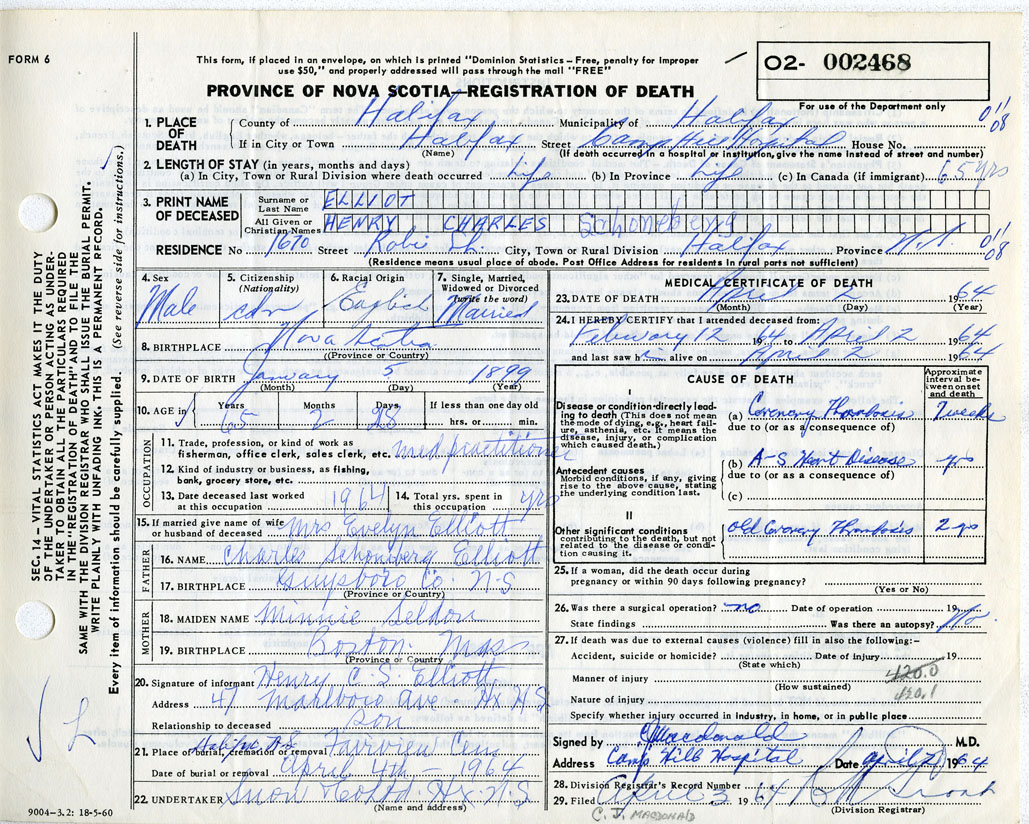 FORM 6
This form, if placed in an envelope, on which is printed "Dominion Statistics – Free, penalty for improper
use $50," and properly addressed will pass through the mail "FREE"
PROVINCE OF NOVA SCOTIA—REGISTRATION OF DEATH
O2- 002468
For use of the Department only
SEC. 14 – VITAL STATISTICS ACT MAKES IT THE DUTY
OF THE UNDERTAKER OR PERSON ACTING AS UNDER-
TAKER TO OBTAIN ALL THE PARTICULARS REQUIRED
IN THE "REGISTRATION OF DEATH" AND TO FILE THE
SAME WITH THE DIVISION REGISTRAR WHO SHALL ISSUE THE BURIAL PERMIT.
WRITE PLAINLY WITH UNFADING INK. THIS IS A PERMANENT RECORD.
Every item of information should be carefully supplied. (See reverse side for instructions.)
1. PLACE OF DEATH
County of Halifax Municipality of Halifax
If in City or Town Halifax Street Camp Hill Hospital House No.
(Name) (If death occurred in a hospital or institution, give the name instead of street and number)
2. LENGTH OF STAY (in years, months and days)
(a) In City, Town or Rural Division where death occurred Life (b) In Province Life (c) In Canada (if immigrant) 65 yrs
3. PRINT NAME OF DECEASED
Surname or Last Name ELLIOT
All Given or Christian Names HENRY CHARLES Schoneberg
RESIDENCE No 1670 Street Robie St. City, Town or Rural Division Halifax Province N.S.
(Residence means usual place of abode. Post Office Address for residents in rural parts not sufficient)
4. Sex Male
5. Citizenship (Nationality) cdn
6. Racial Origin English
7. Single, Married, Widowed or Divorced (write the word) Married
8. BIRTHPLACE Nova Scotia
(Province or Country)
9. DATE OF BIRTH January 5 1899
(Month) (Day) (Year)
10. AGE in Years Months Days If less than one day old
65 2 28 hrs. or min.
OCCUPATION
11. Trade, profession, or kind of work as
fisherman, office clerk, sales clerk, etc. med practitioner
12. Kind of industry or business, as fishing,
bank, grocery store, etc.
13. Date deceased last worked at this occupation 1964
14. Total yrs. spent in this occupation yrs
15. If married give name of wife or husband of deceased Mrs Evelyn Elliott
FATHER
16. NAME Charles Schonberg Elliott
17. BIRTHPLACE Guysboro Co. N-S
(Province or Country)
MOTHER
18. MAIDEN NAME Minnie Seldon
19. BIRTHPLACE Boston. Mass
(Province or Country)
20. Signature of informant Henry C. S. Elliott
Address 47 Marlboro Ave. Hx N.S
Relationship to deceased son
21. Place of burial, cremation or removal Halifax N.S Fairview Cem
Date of burial or removal April 4th - 1964
22. UNDERTAKER Snow & Co Ltd. Hx. N.S
(Name and address)
9004-3.2: 18-5-60
MEDICAL CERTIFICATE OF DEATH
23. DATE OF DEATH April 2 1964
(Month) (Day) (Year)
24. I HEREBY CERTIFY that I attended deceased from:
February 12 1964 to April 2 1964
and last saw him alive on April 2 1964
CAUSE OF DEATH
Approximate interval between onset and death
I
Disease or condition directly leading to death (This does not mean the mode of dying, e.g., heart failure, asthenia, etc. It means the disease, injury, or complication which caused death.)
(a) Coronary Thrombosis 7 weeks
due to (or as a consequence of)
Antecedent causes
Morbid conditions, if any, giving rise to the above cause, stating the underlying condition last.
(b) A-S Heart Disease yrs
due to (or as a consequence of)
(c)
II
Other significant conditions contributing to the death, but not related to the disease or condition causing it.
Old Coronary Thrombosis 2 yrs
25. If a woman, did the death occur during
pregnancy or within 90 days following pregnancy?
(Yes or No)
26. Was there a surgical operation? no Date of operation 19
State findings Was there an autopsy? No
27. If death was due to external causes (violence) fill in also the following:–
Accident, suicide or homicide? Date of injury 19
(State which)
Manner of injury 420.0
(How sustained)
Nature of injury 420.1
Specify whether injury occurred in industry, in home, or in public place
Signed by CJMacdonald M.D.
Address Camp Hill Hospital Date April 2 1964
28. Division Registrar's Record Number
29. Filed April 3 1964
(Division Registrar)
C. J. MACDONALD